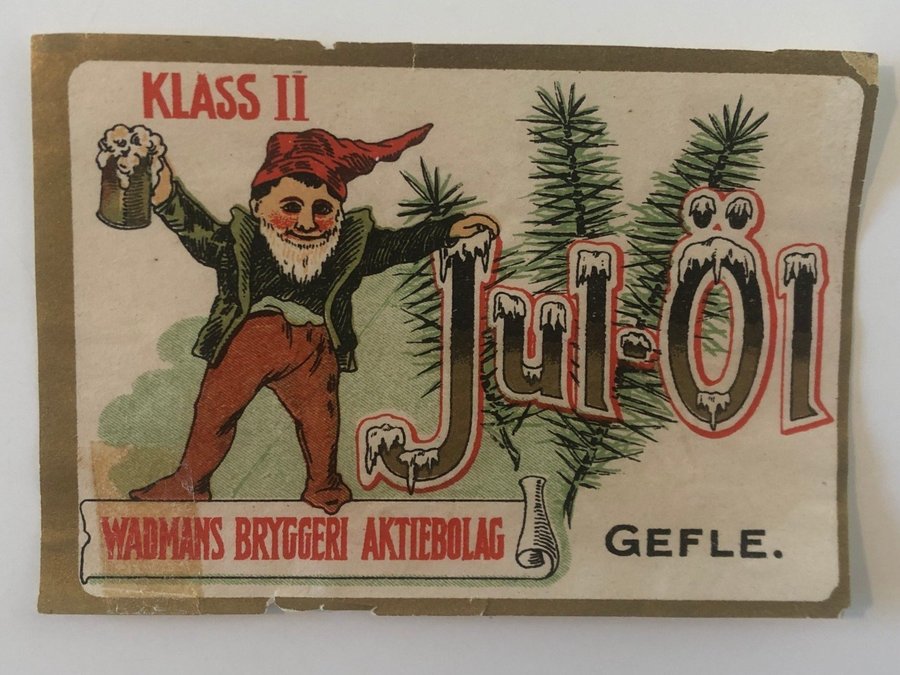 KLASS II
Jul-Öl
WADMANS BRYGGERI AKTIEBOLAG
GEFLE.